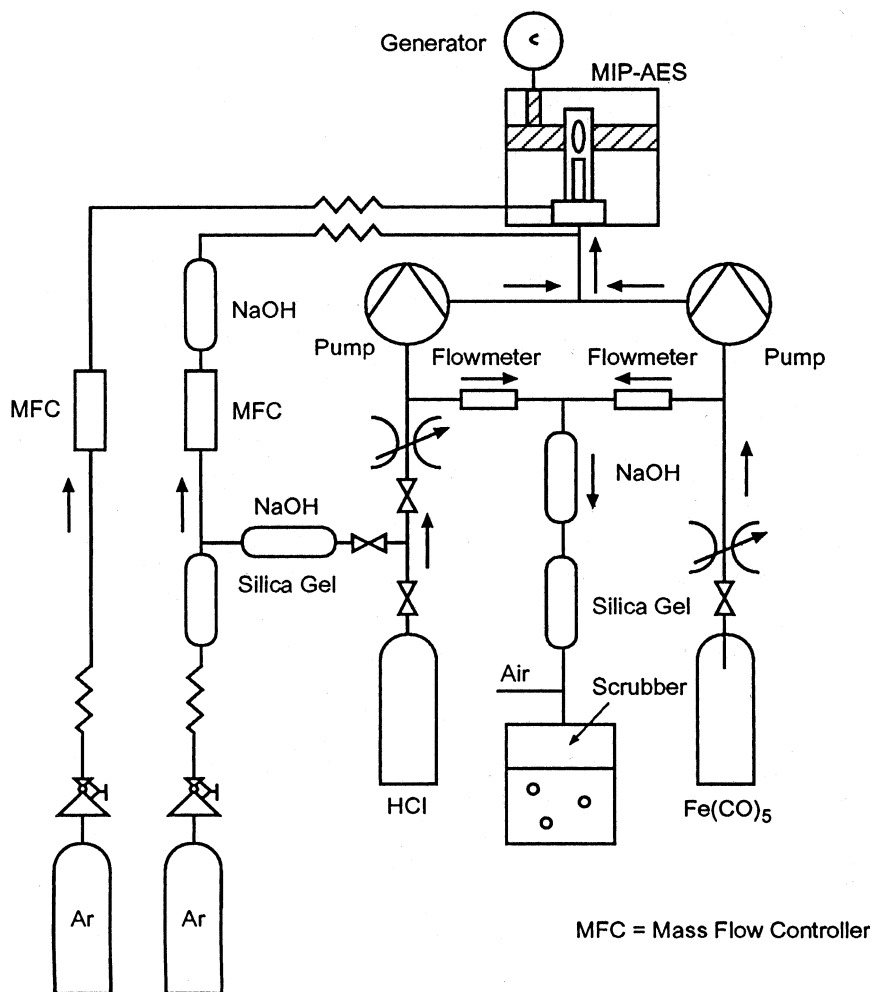 Generator
MIP-AES
NaOH
Pump
Flowmeter
Flowmeter
Pump
MFC
MFC
NaOH
NaOH
Silica Gel
Silica Gel
Air
Scrubber
HCl
Fe(CO)5
Ar
Ar
MFC = Mass Flow Controller